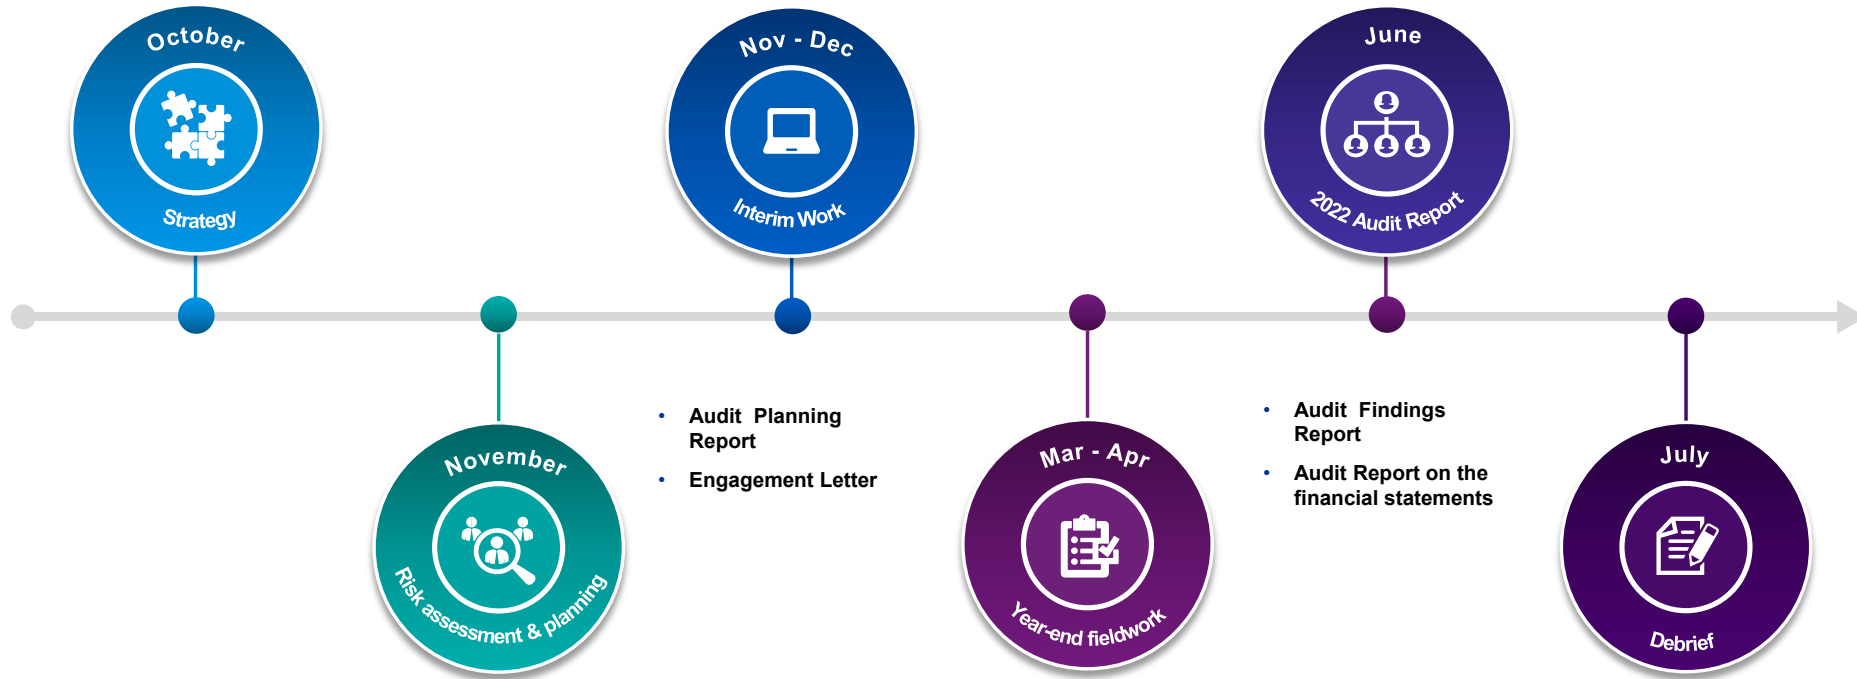 October
Strategy
November
Risk assessment & planning
Nov - Dec
Interim Work
• Audit Planning
Report
• Engagement Letter
Mar - Apr
Year-end fieldwork
June
2022 Audit Report
• Audit Findings
Report
• Audit Report on the
financial statements
July
Debrief